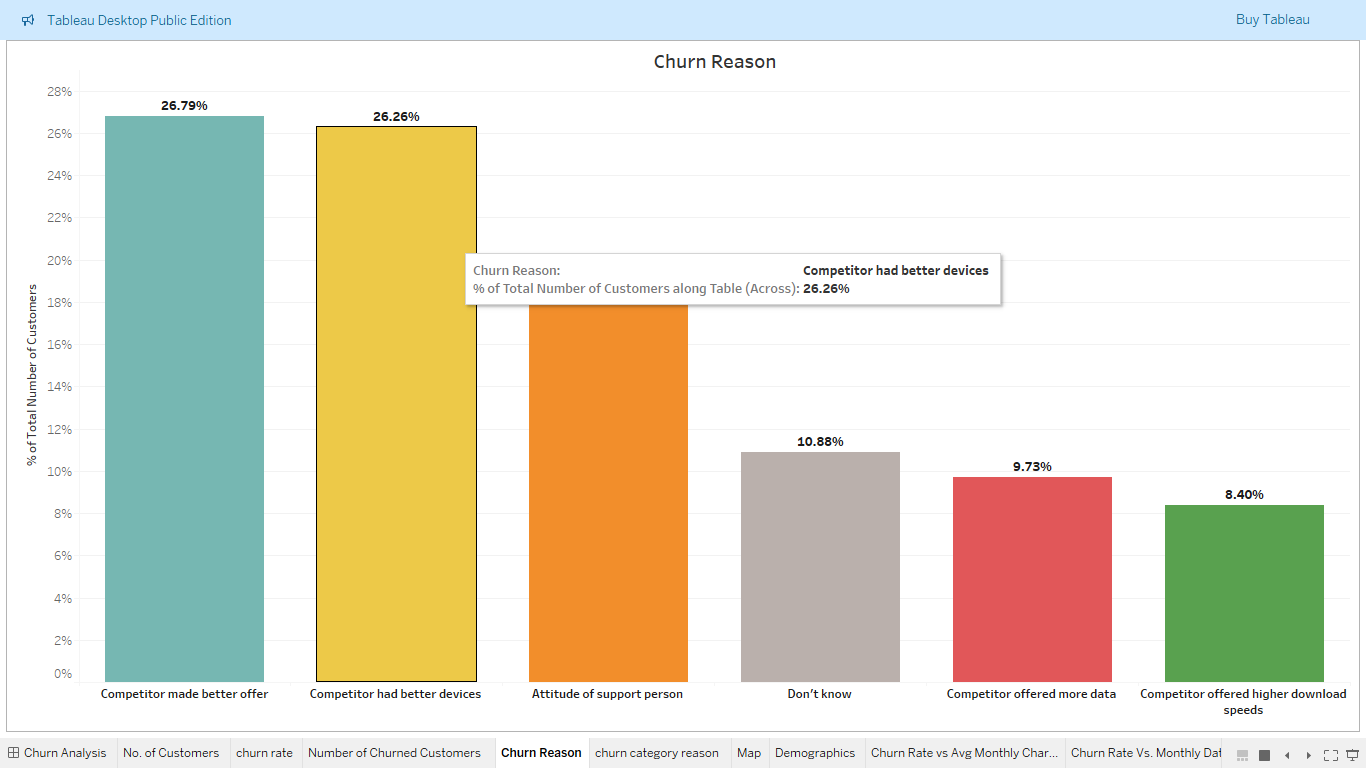 Tableau Desktop Public Edition
Buy Tableau
Churn Reason
28%
26%
24%
22%
20%
18%
16%
14%
12%
10%
8%
6%
4%
2%
0%
% of Total Number of Customers
26.79%
26.26%
Churn Reason: Competitor had better devices
% of Total Number of Customers along Table (Across): 26.26%
10.88%
9.73%
8.40%
Competitor made better offer
Competitor had better devices
Attitude of support person
Don't know
Competitor offered more data
Competitor offered higher download
speeds
Churn Analysis
No. of Customers
churn rate
Number of Churned Customers
Churn Reason
churn category reason
Map
Demographics
Churn Rate vs Avg Monthly Char...
Churn Rate Vs. Monthly Dat